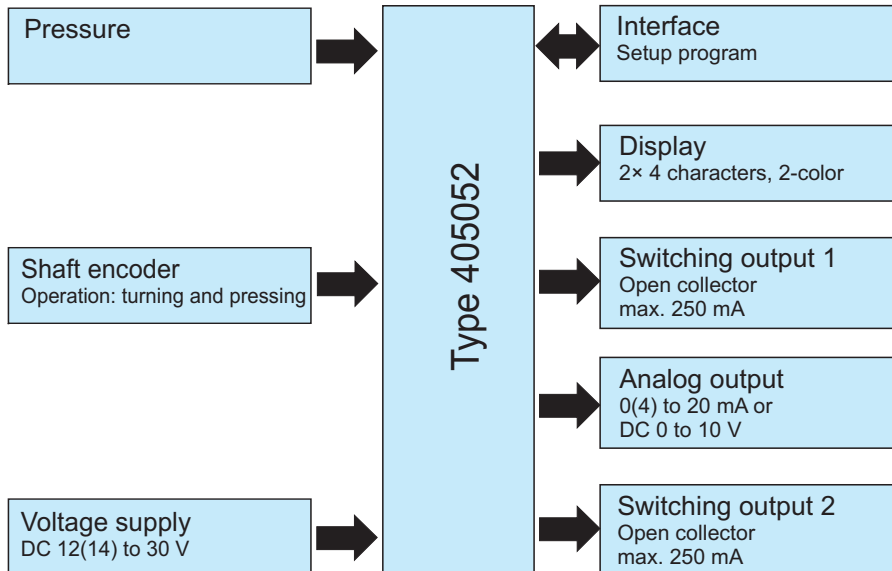 Pressure
Shaft encoder
Operation: turning and pressing
Voltage supply
DC 12(14) to 30 V
Type 405052
Interface
Setup program
Display
2× 4 characters, 2-color
Switching output 1
Open collector
max. 250 mA
Analog output
0(4) to 20 mA or
DC 0 to 10 V
Switching output 2
Open collector
max. 250 mA